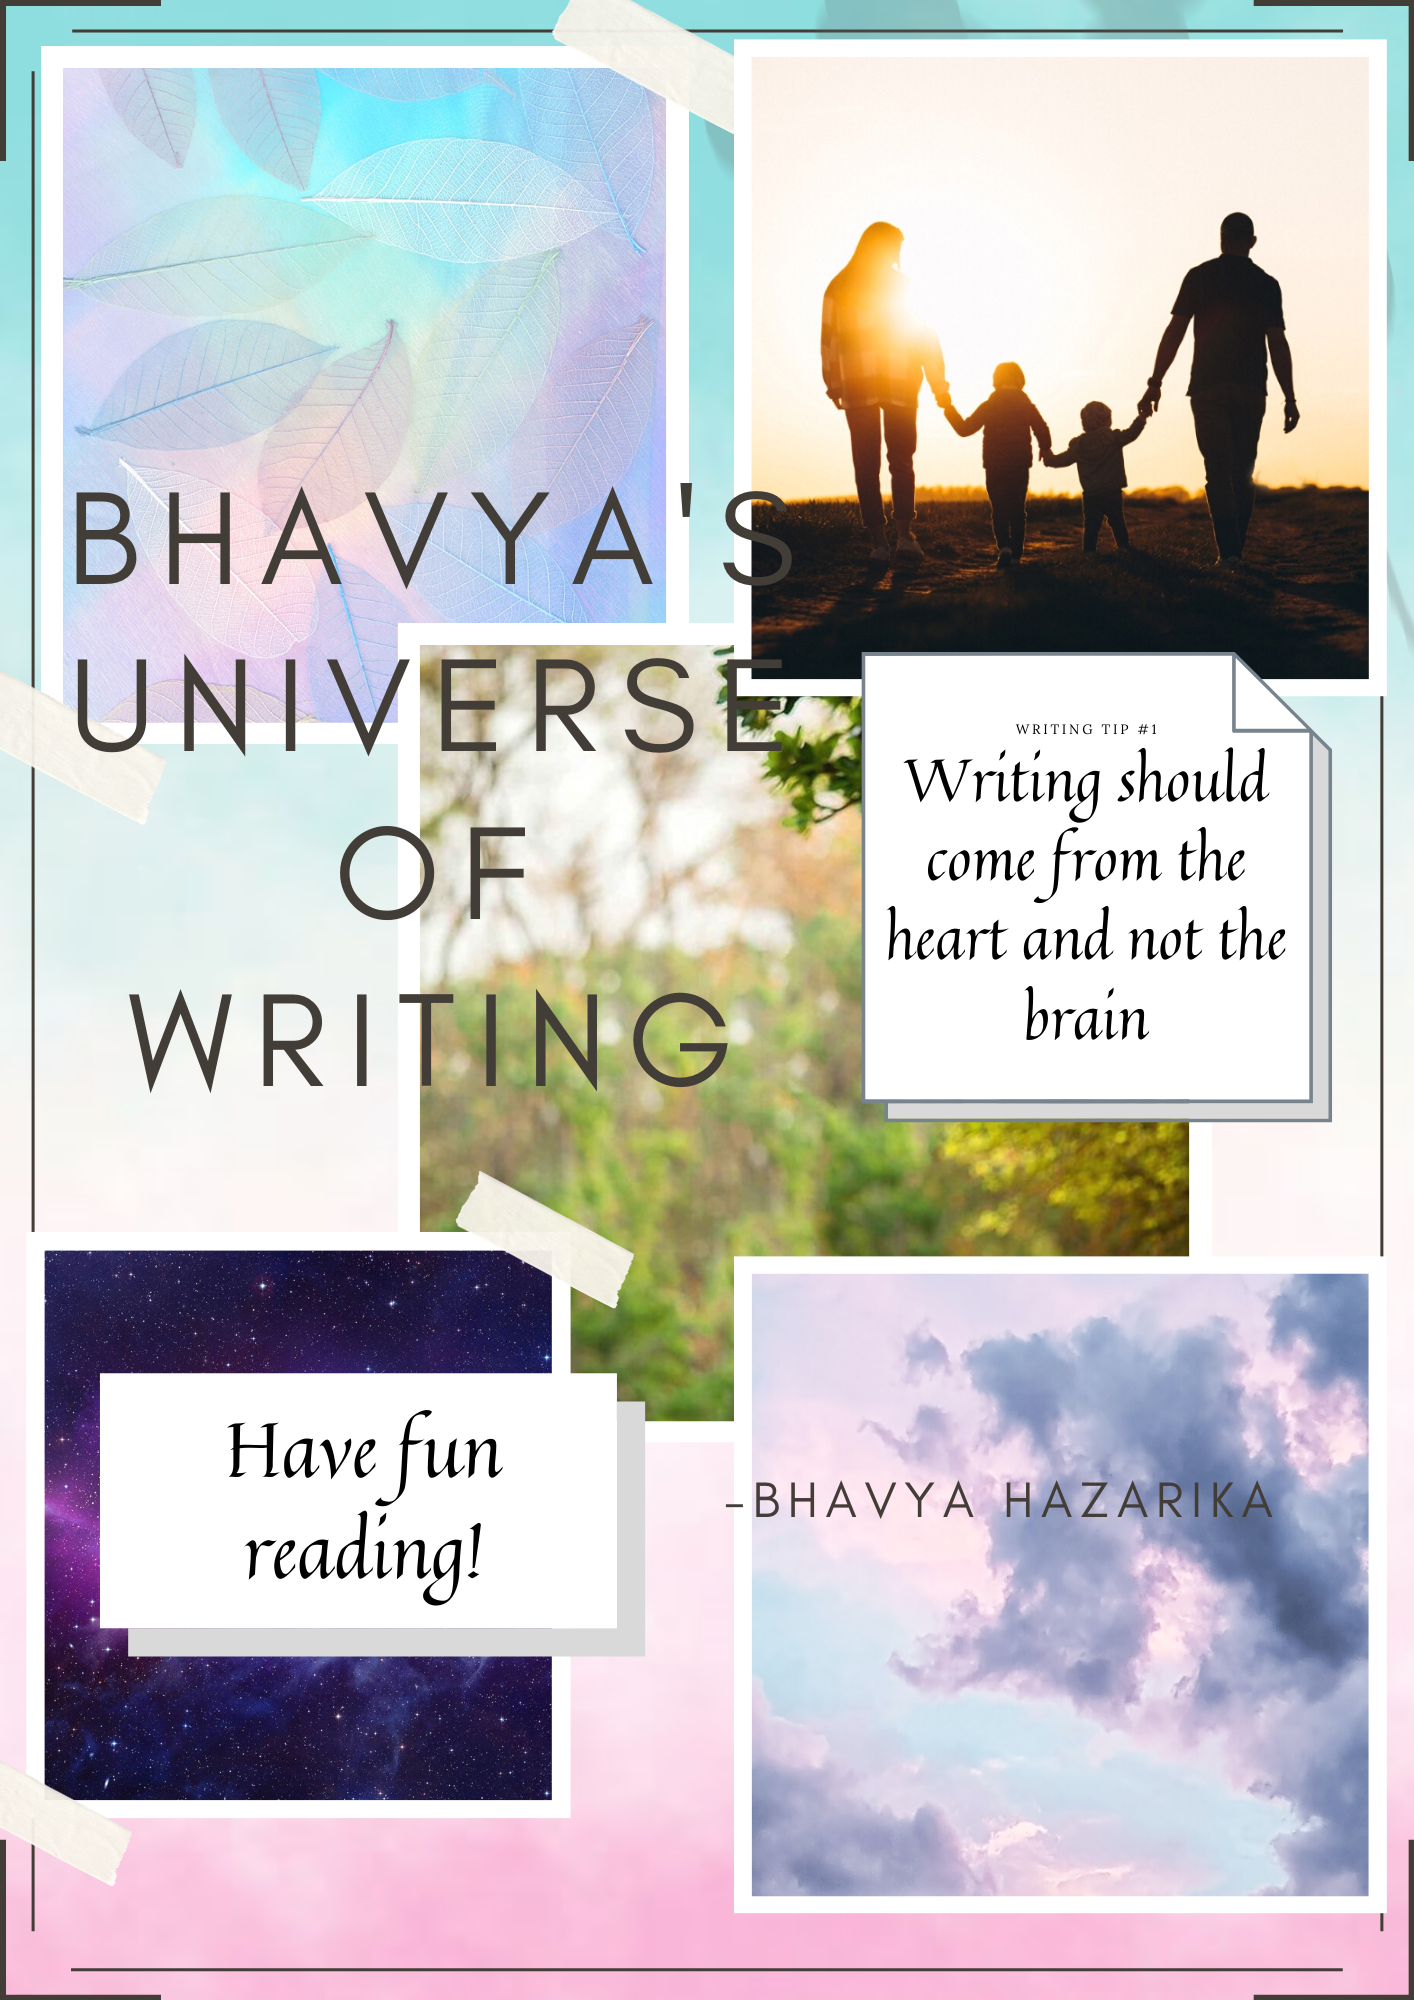 BHAVYA'S
UNIVERSE
OF
WRITING
WRITING TIP #1
Writing should
come from the
heart and not the
brain
Have fun
reading!
-BHAVYA HAZARIKA